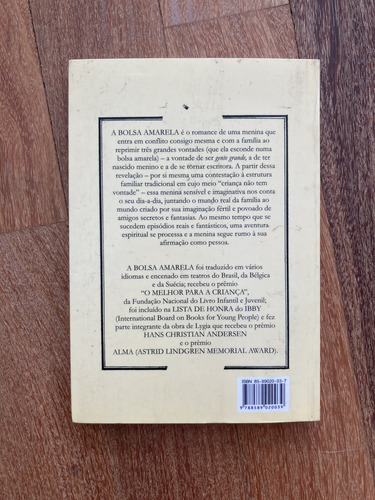 A BOLSA AMARELA é o romance de uma menina que
entra em conflito consigo mesma e com a família ao
reprimir três grandes vontades (que ela esconde numa
bolsa amarela) – a vontade de ser gente grande, a de ter
nascido menino e a de se tornar escritora. A partir dessa
revelação – por si mesma uma contestação à estrutura
familiar tradicional em cujo meio “criança não tem
vontade” – essa menina sensível e imaginativa nos conta
o seu dia-a-dia, juntando o mundo real da família ao
mundo criado por sua imaginação fértil e povoado de
amigos secretos e fantasias. Ao mesmo tempo que se
sucedem episódios reais e fantásticos, uma aventura
espiritual se processa e a menina segue rumo à sua
afirmação como pessoa.
A BOLSA AMARELA foi traduzido em vários
idiomas e encenado em teatros do Brasil, da Bélgica
e da Suécia; recebeu o prêmio
“O MELHOR PARA A CRIANÇA”,
da Fundação Nacional do Livro Infantil e Juvenil;
foi incluído na LISTA DE HONRA do IBBY
(International Board on Books for Young People) e fez
parte integrante da obra de Lygia que recebeu o prêmio
HANS CHRISTIAN ANDERSEN
e o prêmio
ALMA (ASTRID LINDGREN MEMORIAL AWARD).
ISBN 85-89020-03-7
9 788589 020039